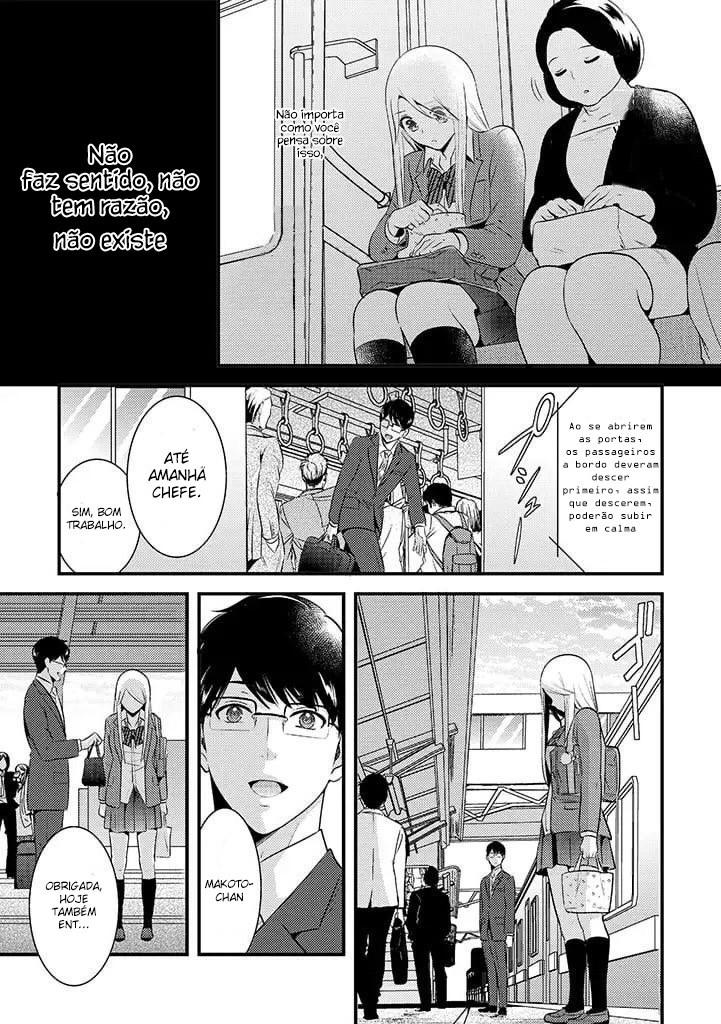 Não importa
como você
pensa sobre
isso,
Não
faz sentido, não
tem razão,
não existe
Ao se abrirem
as portas,
os passageiros
a bordo deveram
descer
primeiro, assim
que descerem,
poderão subir
em calma
ATÉ
AMANHÃ
CHEFE.
SIM, BOM
TRABALHO.
MAKOTO-
CHAN
OBRIGADA,
HOJE
TAMBÉM
ENT...